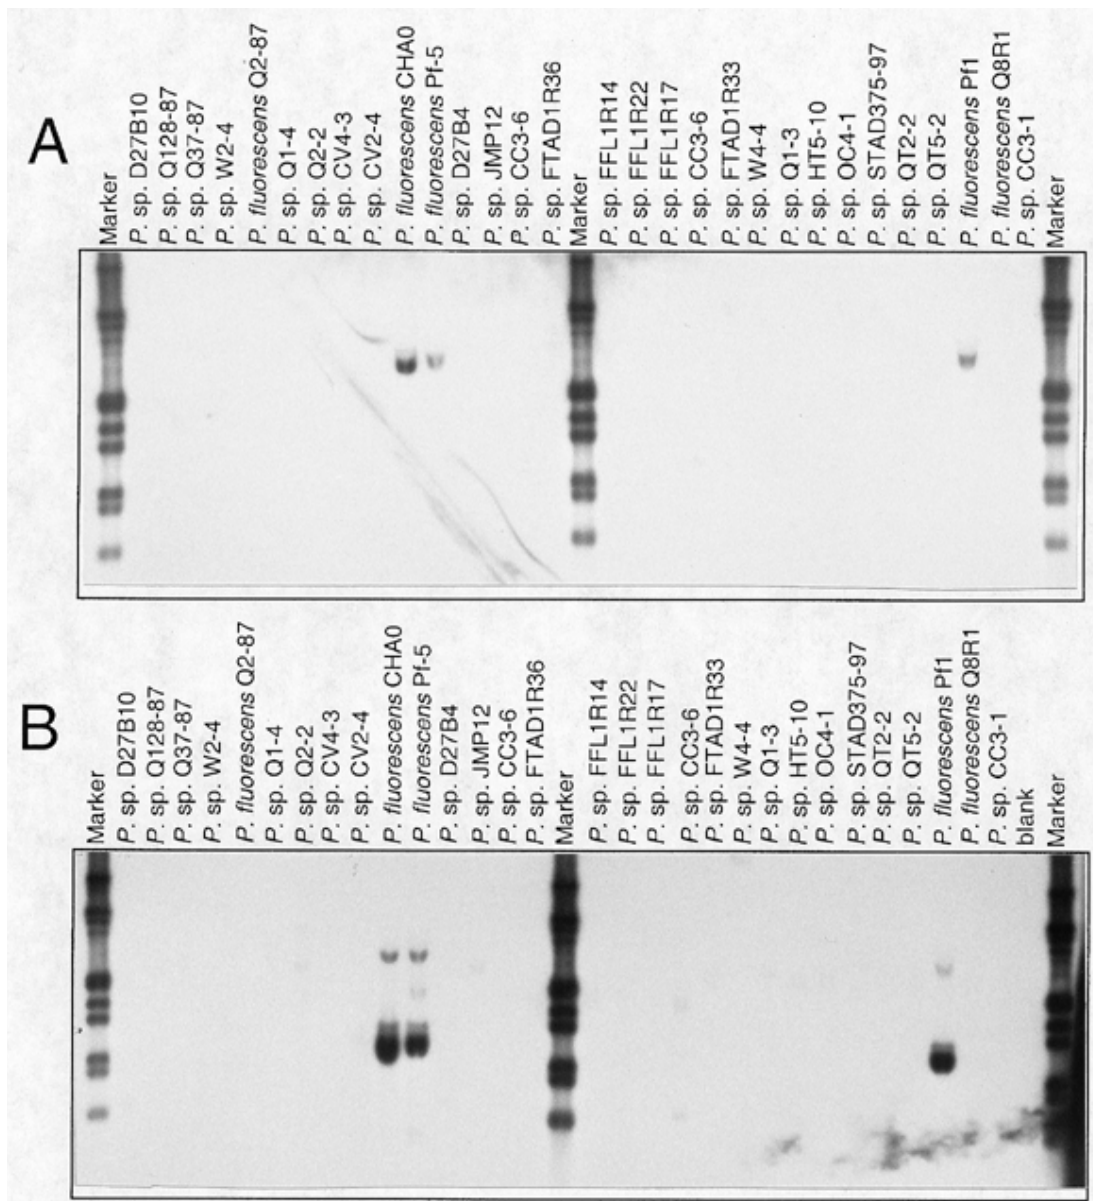 A
Marker
P. sp. D27B10
P. sp. Q128-87
P. sp. Q37-87
P. sp. W2-4
P. fluorescens Q2-87
P. sp. Q1-4
P. sp. Q2-2
P. sp. CV4-3
P. sp. CV2-4
P. fluorescens CHA0
P. fluorescens Pf-5
P. sp. D27B4
P. sp. JMP12
P. sp. CC3-6
P. sp. FTAD1R36
Marker
P. sp. FFL1R14
P. sp. FFL1R22
P. sp. FFL1R17
P. sp. CC3-6
P. sp. FTAD1R33
P. sp. W4-4
P. sp. Q1-3
P. sp. HT5-10
P. sp. OC4-1
P. sp. STAD375-97
P. sp. QT2-2
P. sp. QT5-2
P. fluorescens Pf1
P. fluorescens Q8R1
P. sp. CC3-1
Marker
B
Marker
P. sp. D27B10
P. sp. Q128-87
P. sp. Q37-87
P. sp. W2-4
P. fluorescens Q2-87
P. sp. Q1-4
P. sp. Q2-2
P. sp. CV4-3
P. sp. CV2-4
P. fluorescens CHA0
P. fluorescens Pf-5
P. sp. D27B4
P. sp. JMP12
P. sp. CC3-6
P. sp. FTAD1R36
Marker
P. sp. FFL1R14
P. sp. FFL1R22
P. sp. FFL1R17
P. sp. CC3-6
P. sp. FTAD1R33
P. sp. W4-4
P. sp. Q1-3
P. sp. HT5-10
P. sp. OC4-1
P. sp. STAD375-97
P. sp. QT2-2
P. sp. QT5-2
P. fluorescens Pf1
P. fluorescens Q8R1
P. sp. CC3-1
blank
Marker